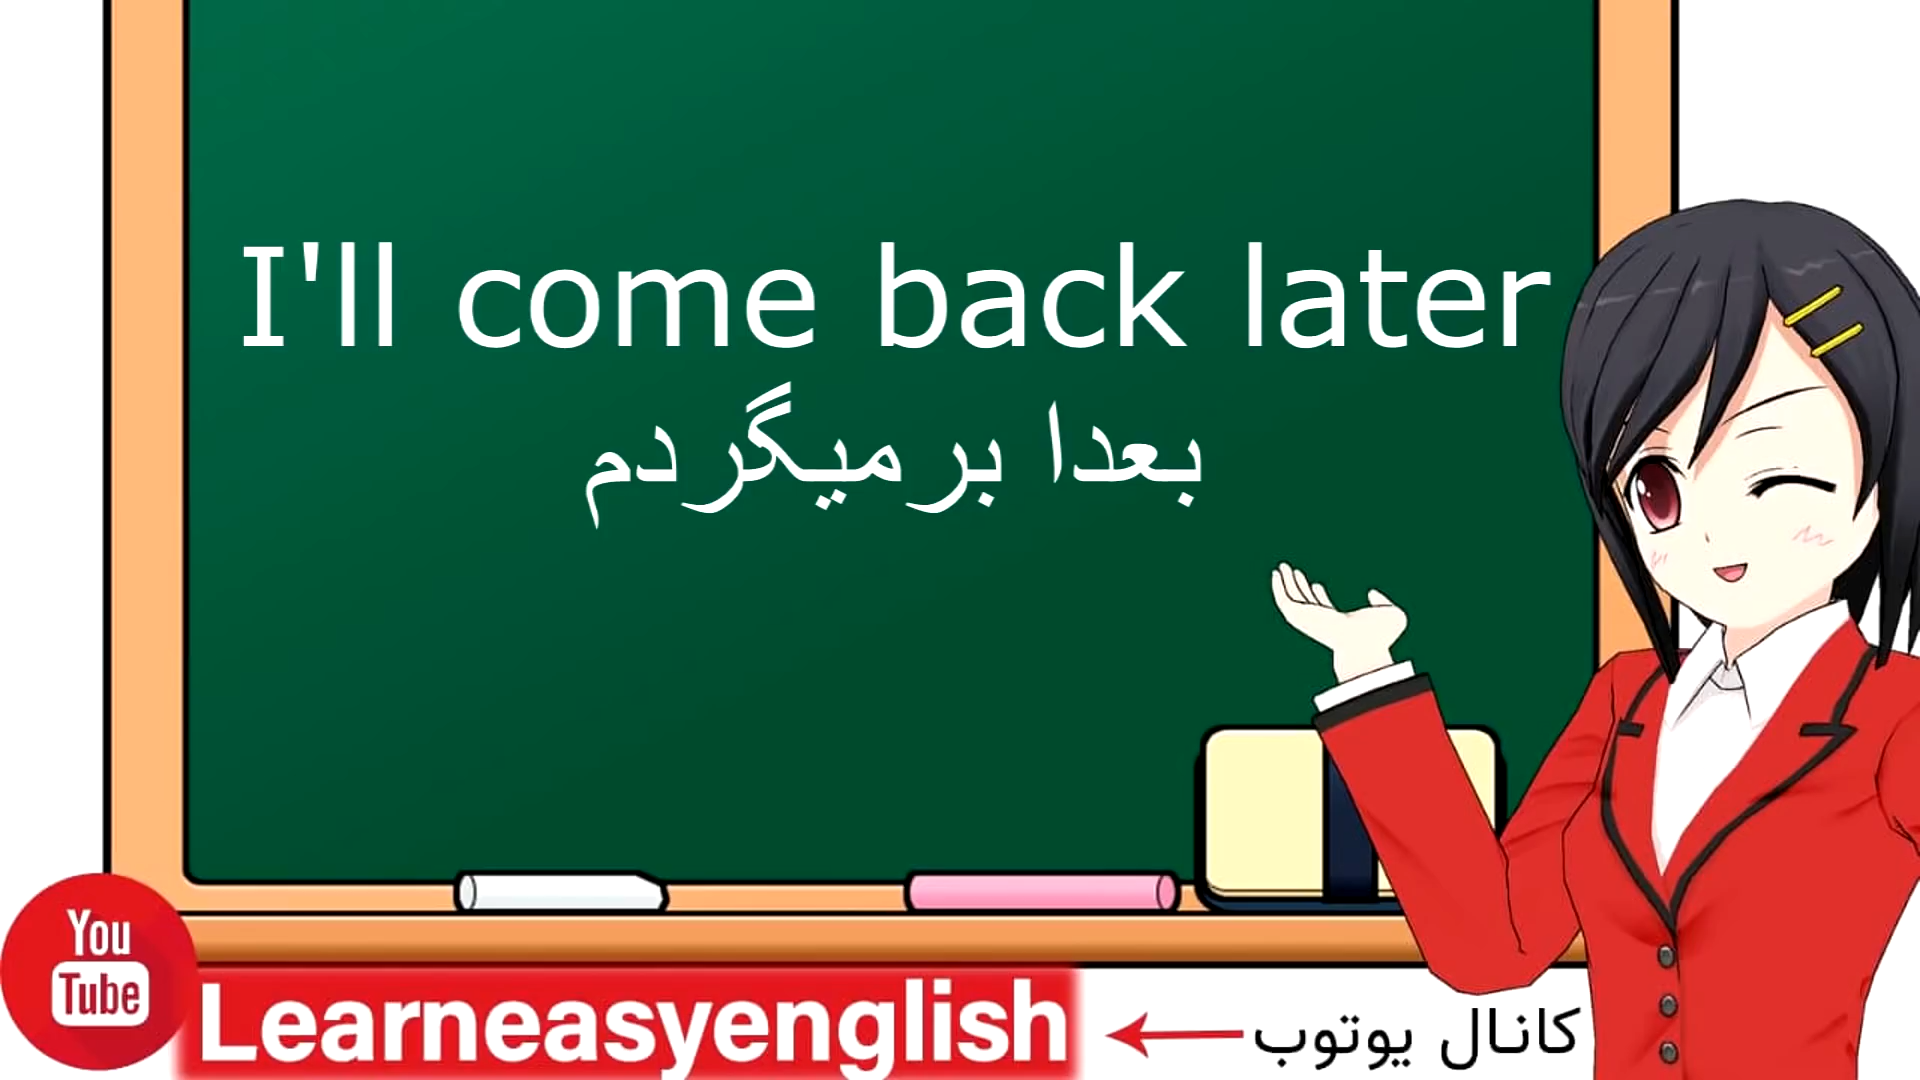 I'll come back later
بعدا برمیگردم
You
Tube
Learneasyenglish
کانال یوتوب